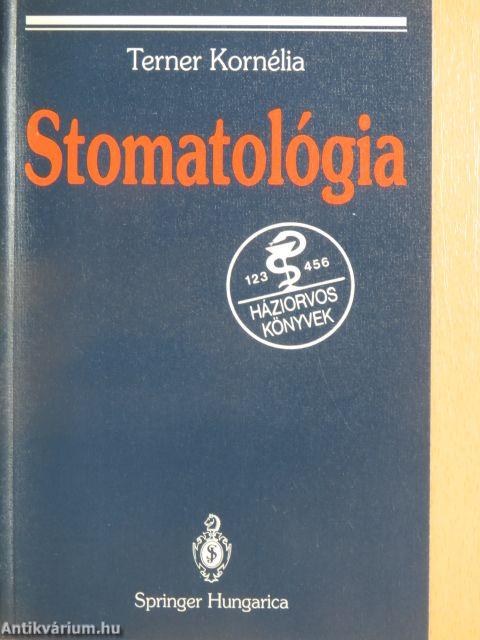 Terner Kornélia
Stomatológia
123 456
HÁZIORVOS
KÖNYVEK
Springer Hungarica
Antikvárium.hu